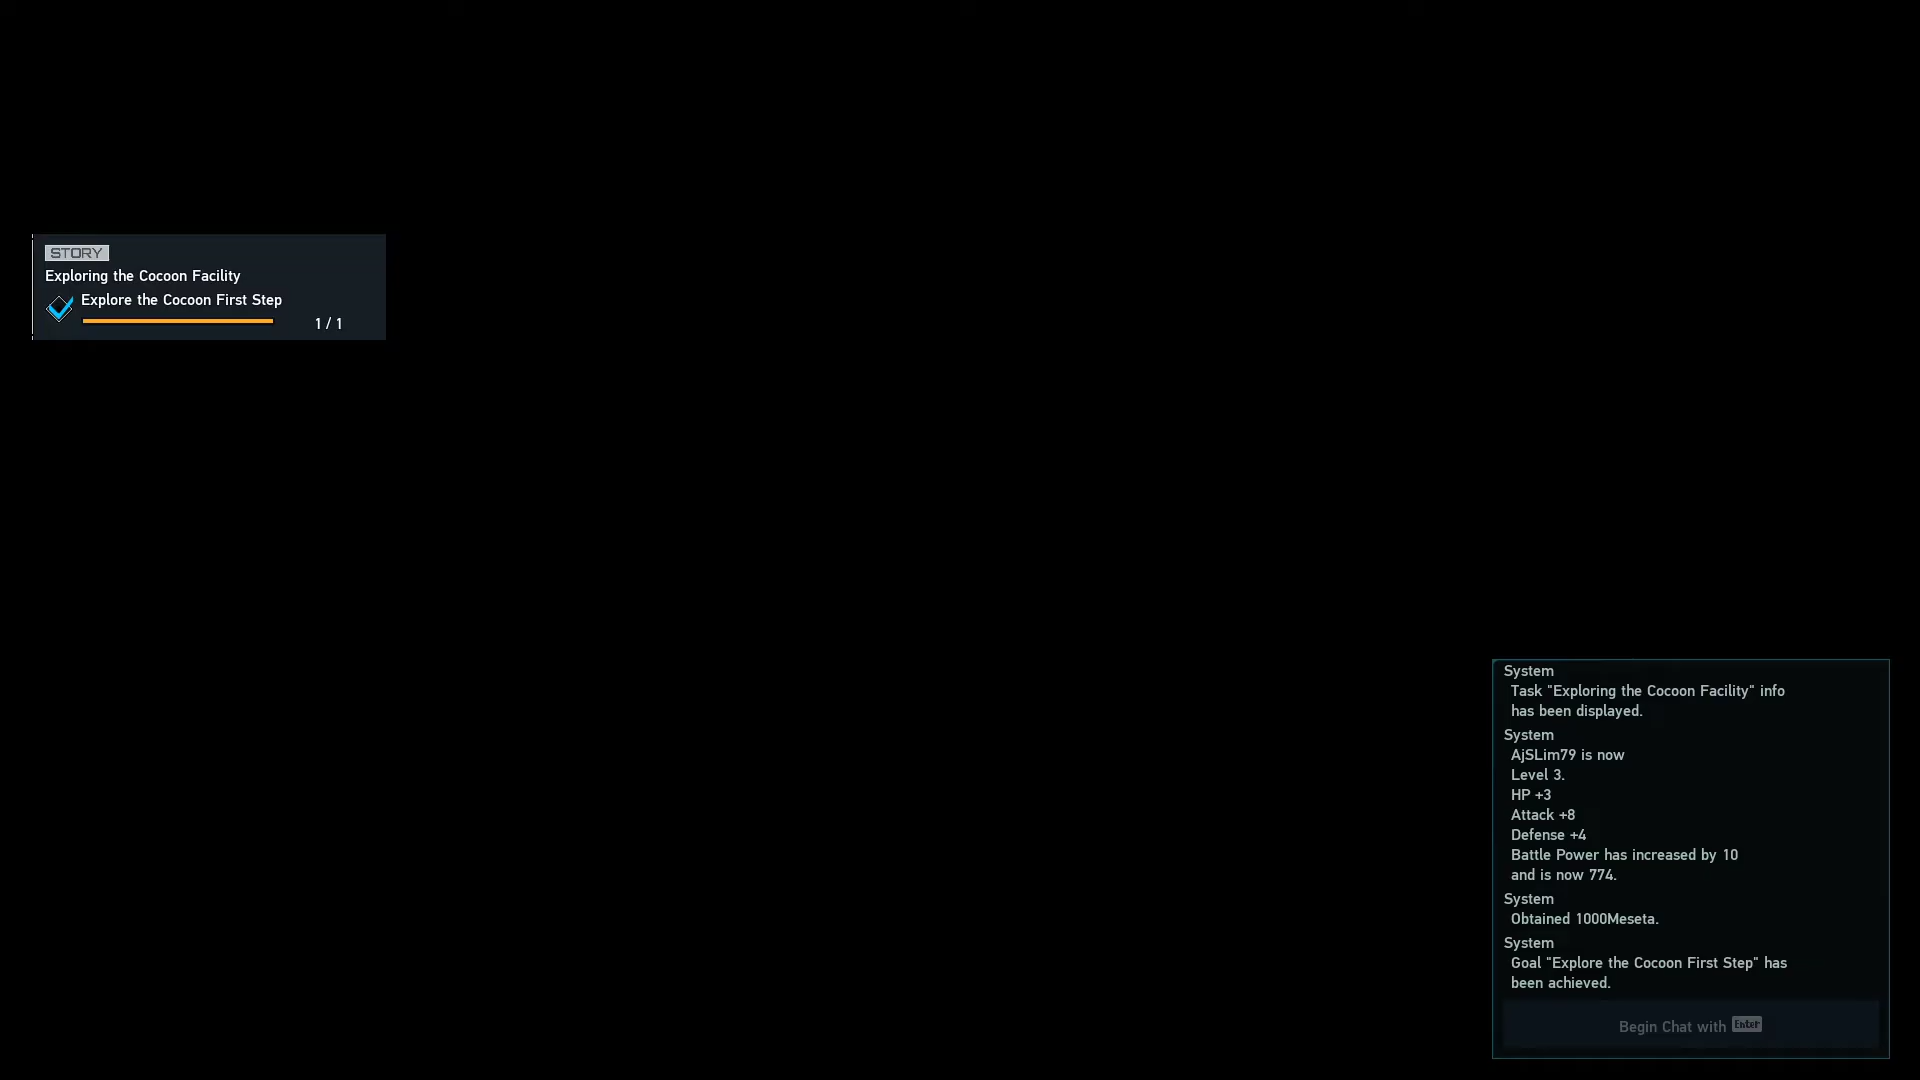 STORY
Exploring the Cocoon Facility
Explore the Cocoon First Step
1 / 1
System
Task "Exploring the Cocoon Facility" info
has been displayed.
System
AjSLim79 is now
Level 3.
HP +3
Attack +8
Defense +4
Battle Power has increased by 10
and is now 774.
System
Obtained 1000Meseta.
System
Goal "Explore the Cocoon First Step" has
been achieved.
Begin Chat with Enter